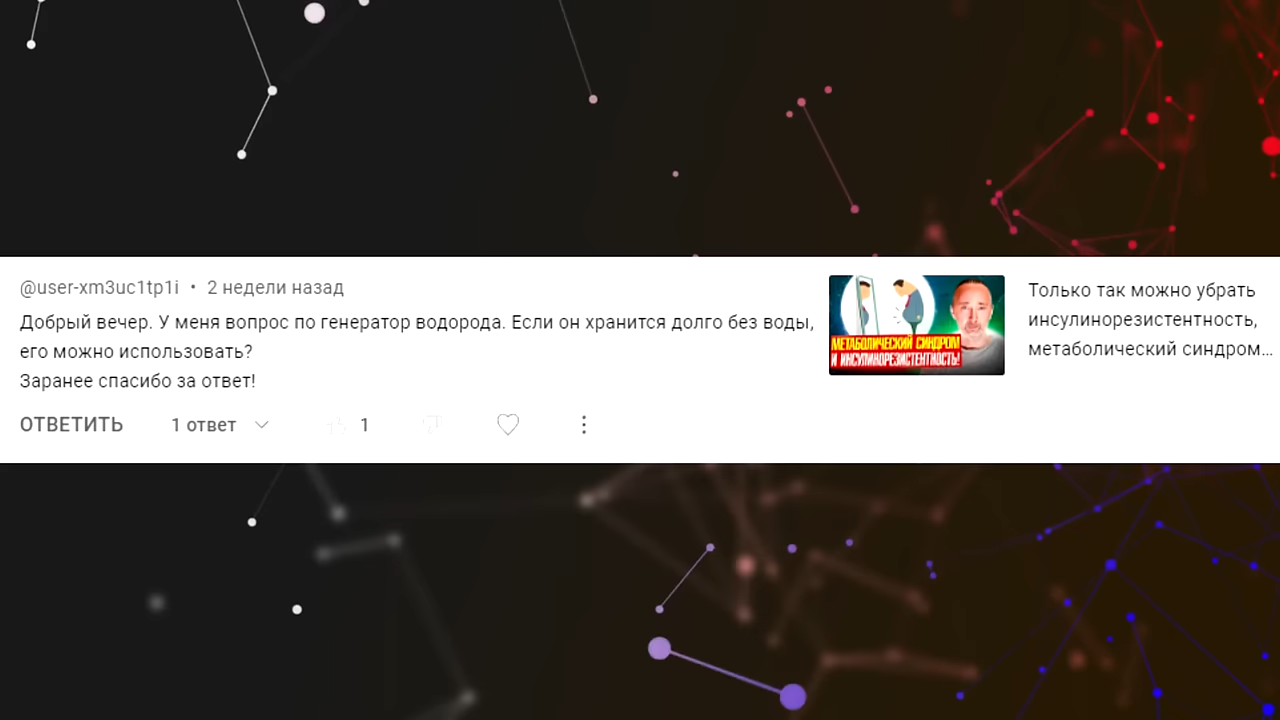 @user-xm3uc1tp1i • 2 недели назад
Добрый вечер. У меня вопрос по генератор водорода. Если он хранится долго без воды,
его можно использовать?
Заранее спасибо за ответ!
ОТВЕТИТЬ 1 ответ 1
МЕТАБОЛИЧЕСКИЙ СИНДРОМ
И ИНСУЛИНОРЕЗИСТЕНТНОСТЬ!
Только так можно убрать
инсулинорезистентность,
метаболический синдром...